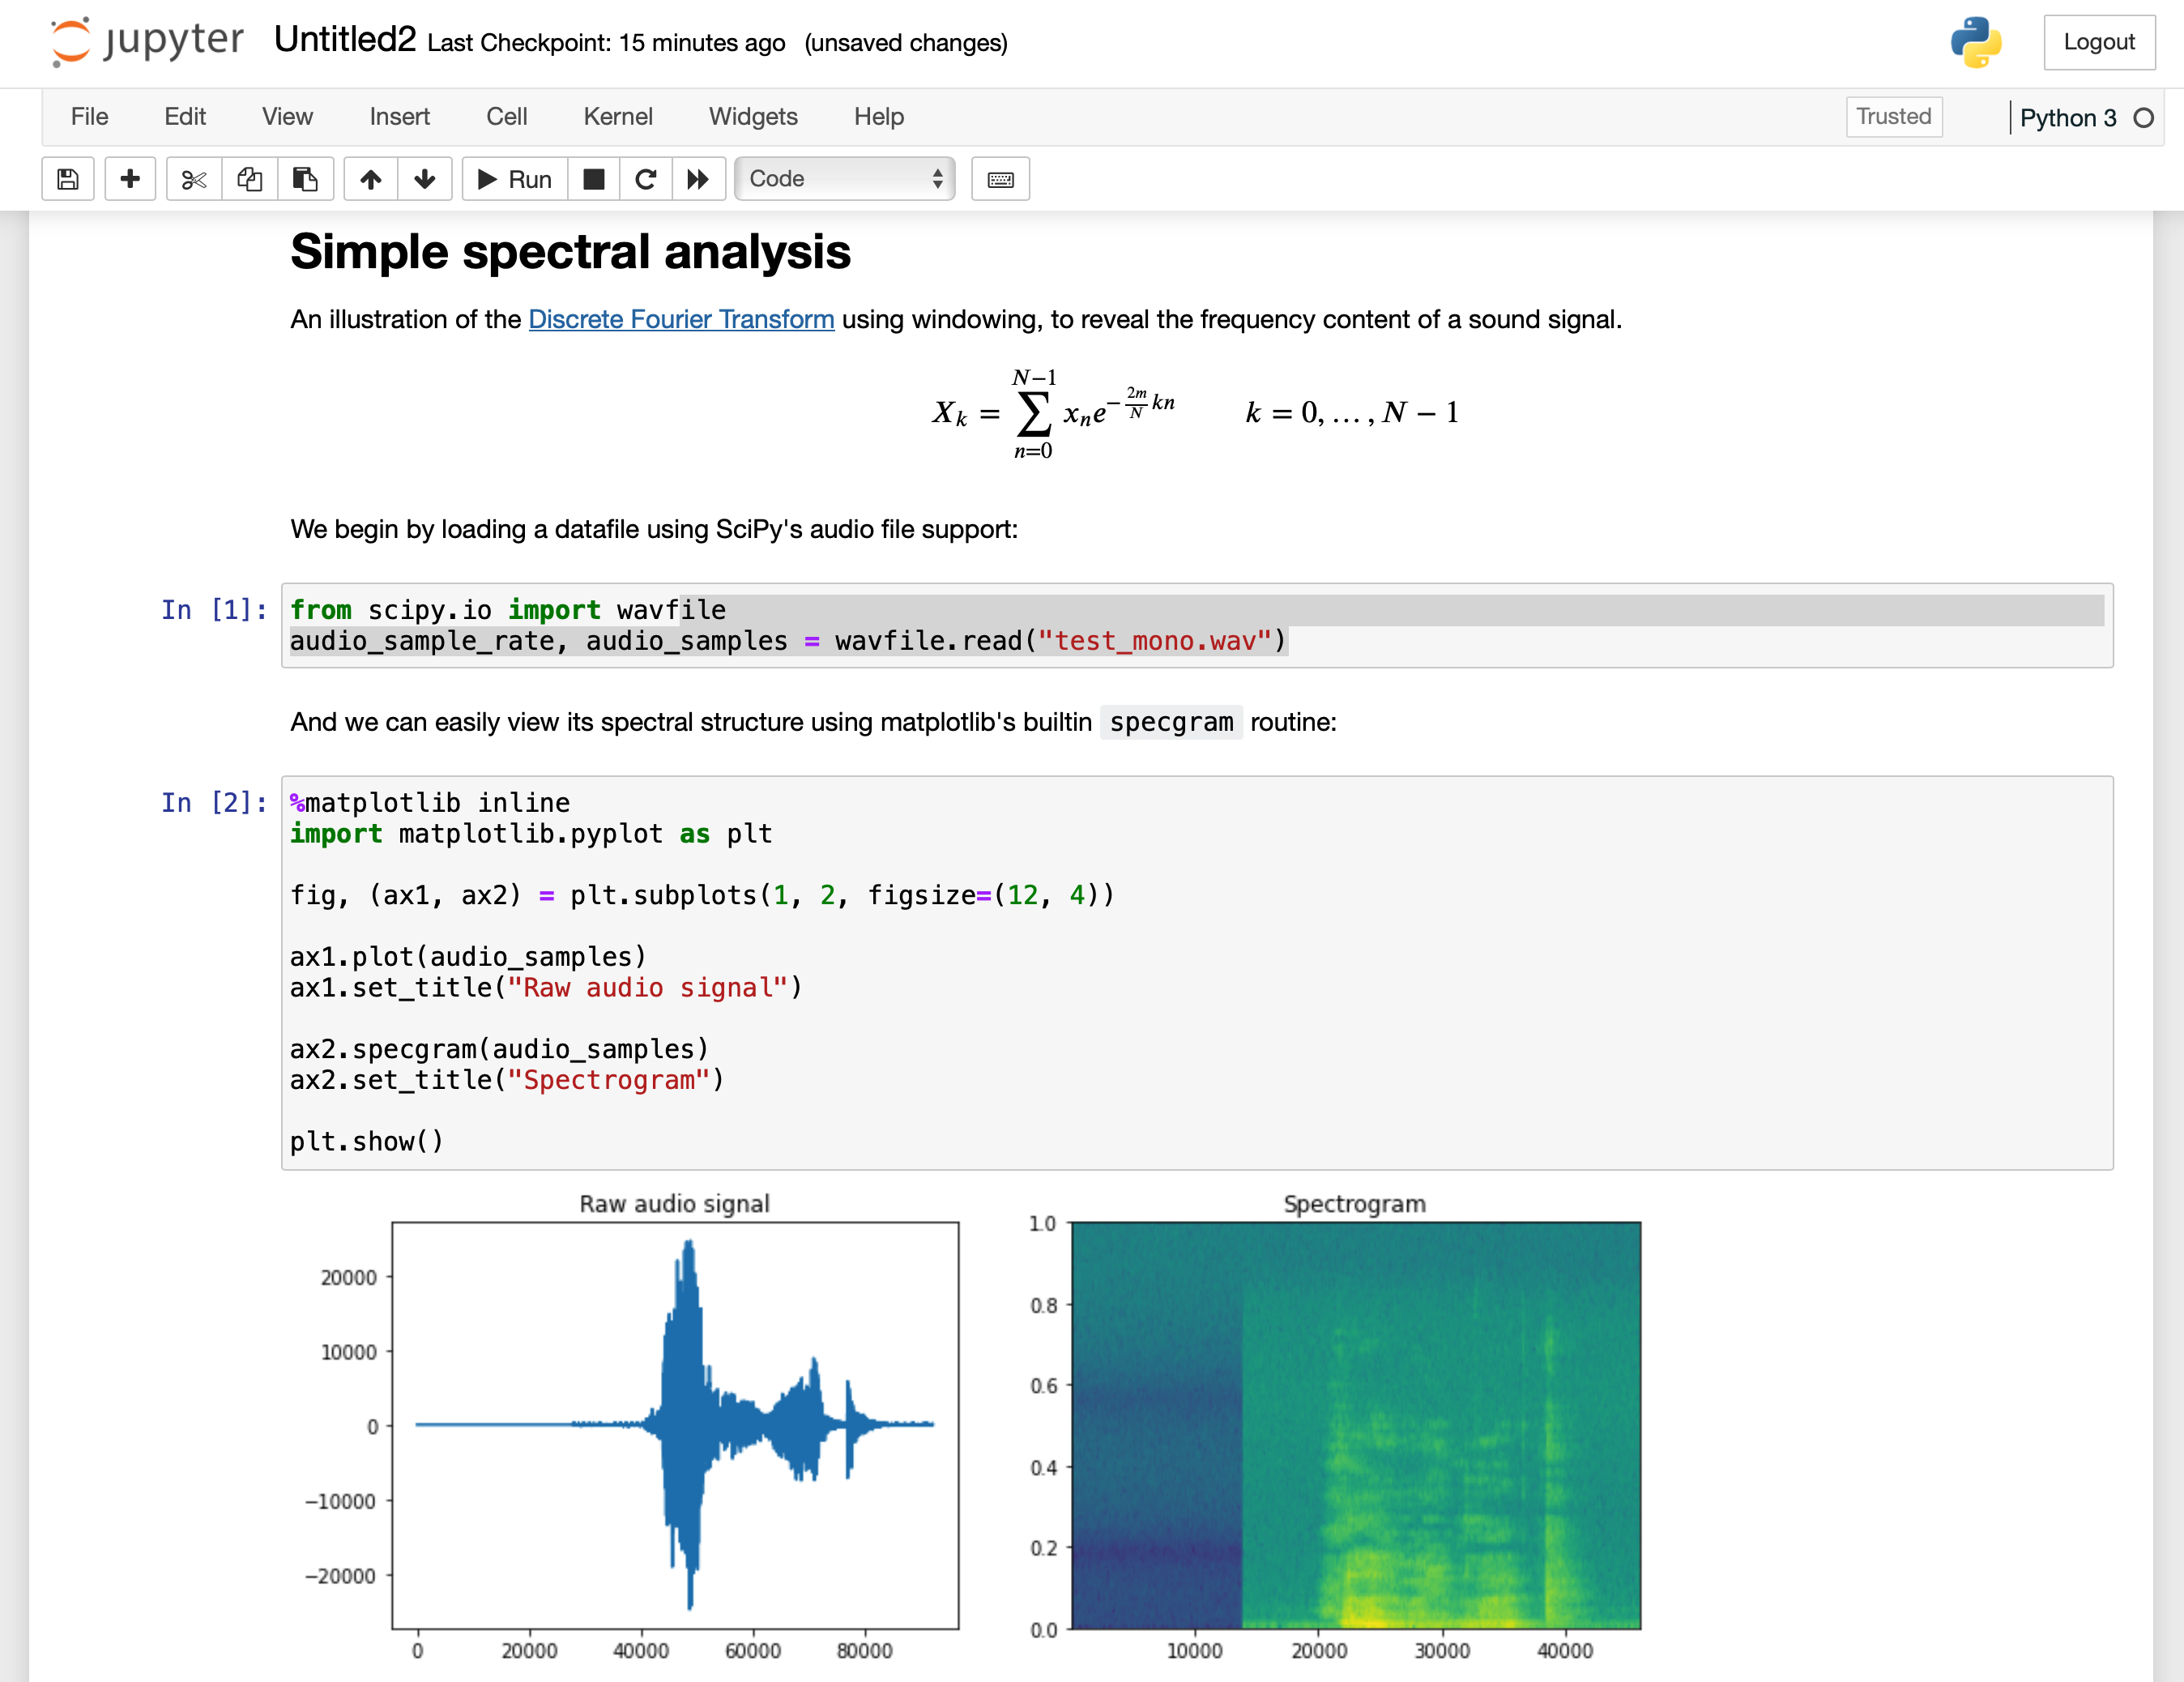 jupyter Untitled2 Last Checkpoint: 15 minutes ago (unsaved changes) Logout
File Edit View Insert Cell Kernel Widgets Help Trusted Python 3
Run Code
Simple spectral analysis
An illustration of the Discrete Fourier Transform using windowing, to reveal the frequency content of a sound signal.
X_k = \sum_{n=0}^{N-1} x_n e^{-\frac{2m}{N} kn} k = 0, ..., N − 1
We begin by loading a datafile using SciPy's audio file support:
In [1]: from scipy.io import wavfile
audio_sample_rate, audio_samples = wavfile.read("test_mono.wav")
And we can easily view its spectral structure using matplotlib's builtin specgram routine:
In [2]: %matplotlib inline
import matplotlib.pyplot as plt
fig, (ax1, ax2) = plt.subplots(1, 2, figsize=(12, 4))
ax1.plot(audio_samples)
ax1.set_title("Raw audio signal")
ax2.specgram(audio_samples)
ax2.set_title("Spectrogram")
plt.show()
Raw audio signal
20000
10000
0
−10000
−20000
0 20000 40000 60000 80000
Spectrogram
1.0
0.8
0.6
0.4
0.2
0.0
10000 20000 30000 40000